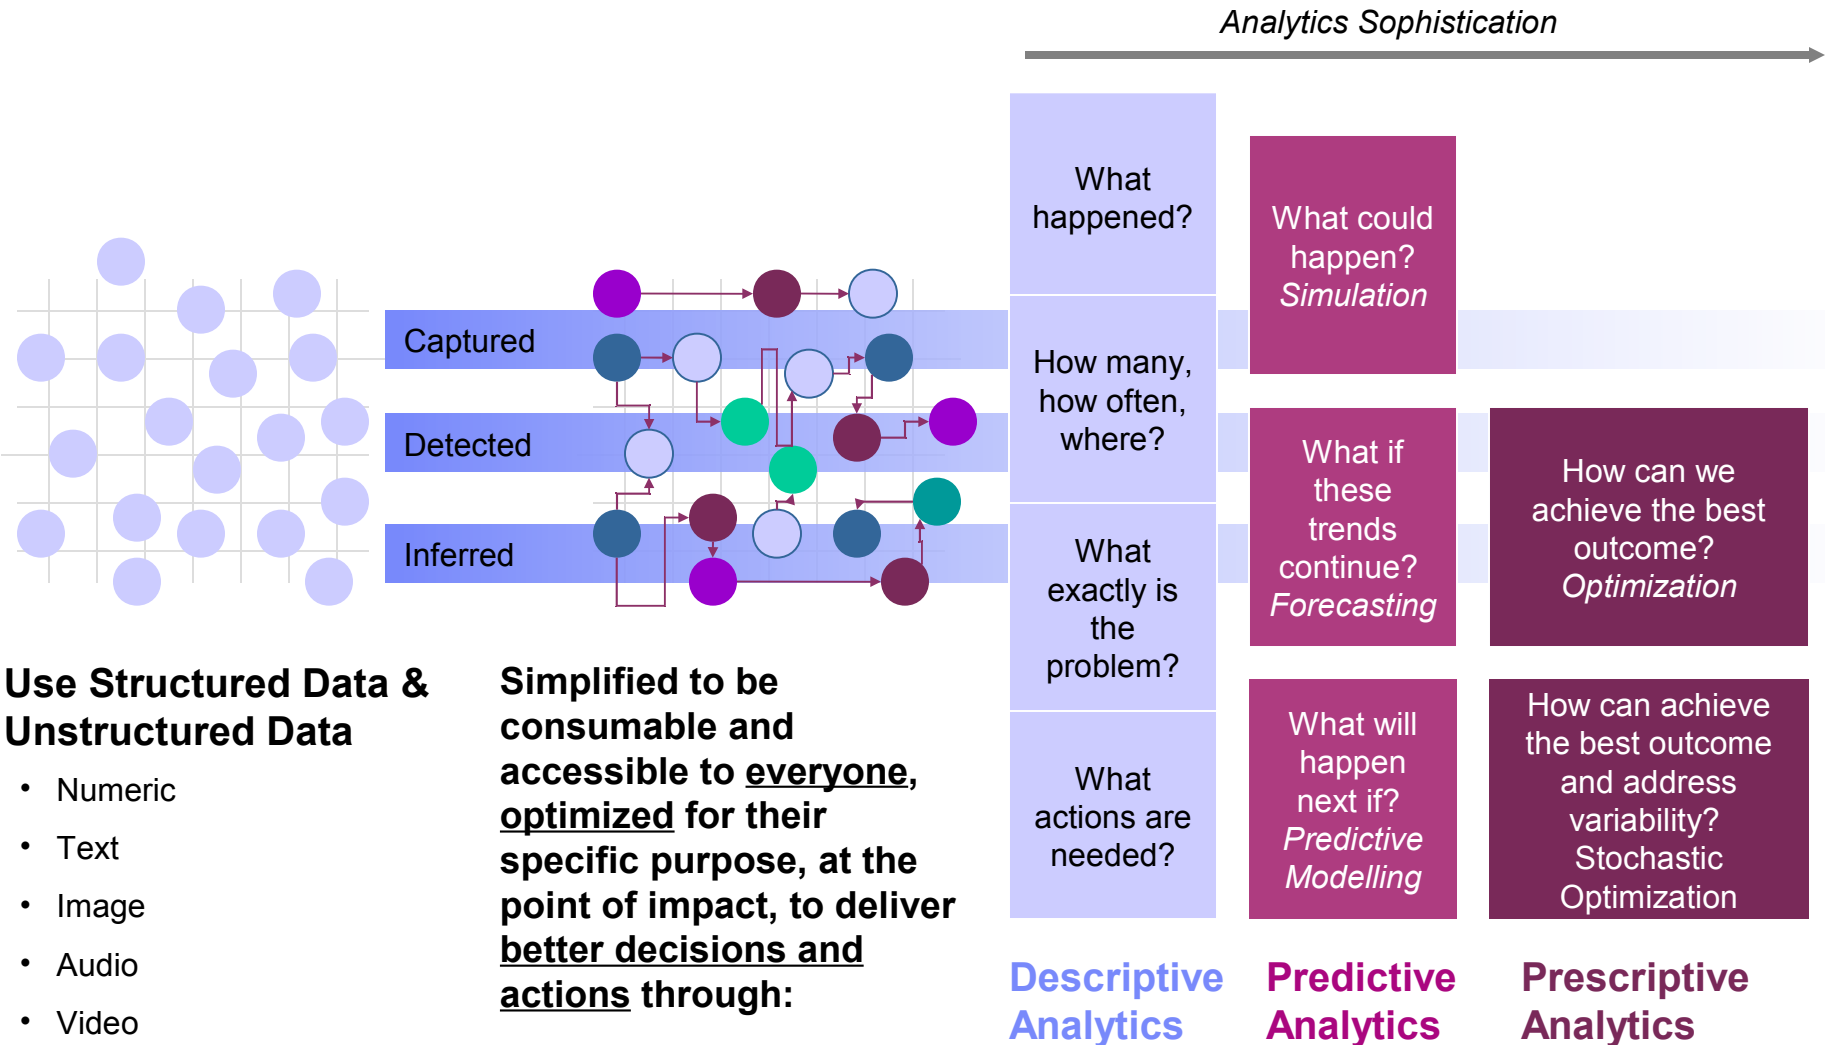 Analytics Sophistication
Captured
Detected
Inferred
Use Structured Data &
Unstructured Data
• Numeric
• Text
• Image
• Audio
• Video
Simplified to be
consumable and
accessible to everyone,
optimized for their
specific purpose, at the
point of impact, to deliver
better decisions and
actions through:
What
happened?
How many,
how often,
where?
What
exactly is
the
problem?
What
actions are
needed?
Descriptive
Analytics
What could
happen?
Simulation
What if
these
trends
continue?
Forecasting
What will
happen
next if?
Predictive
Modelling
Predictive
Analytics
How can we
achieve the best
outcome?
Optimization
How can achieve
the best outcome
and address
variability?
Stochastic
Optimization
Prescriptive
Analytics